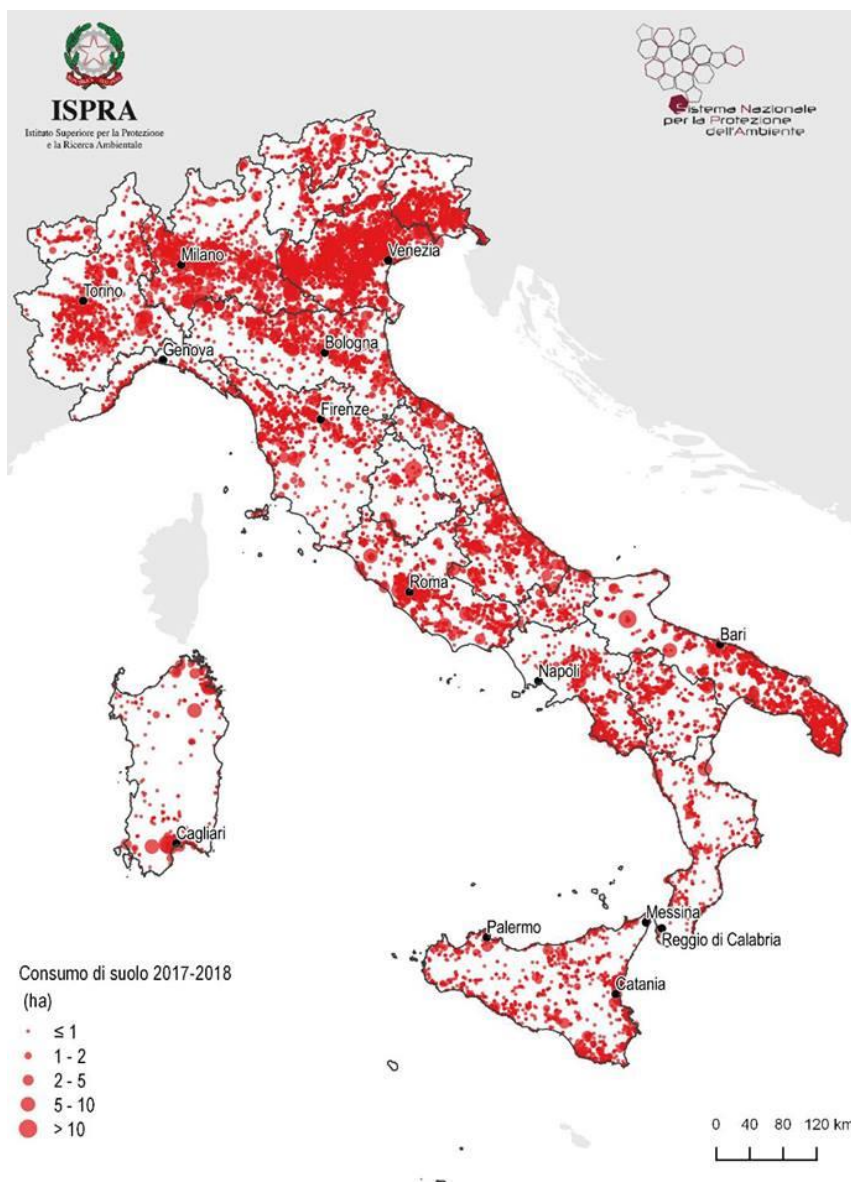 ISPRA
Istituto Superiore per la Protezione
e la Ricerca Ambientale
Sistema Nazionale
per la Protezione
dell'Ambiente
Milano
Venezia
Torino
Bologna
Genova
Firenze
Roma
Bari
Napoli
Cagliari
Messina
Palermo
Reggio di Calabria
Catania
Consumo di suolo 2017-2018
(ha)
≤ 1
1 - 2
2 - 5
5 - 10
> 10
0 40 80 120 km